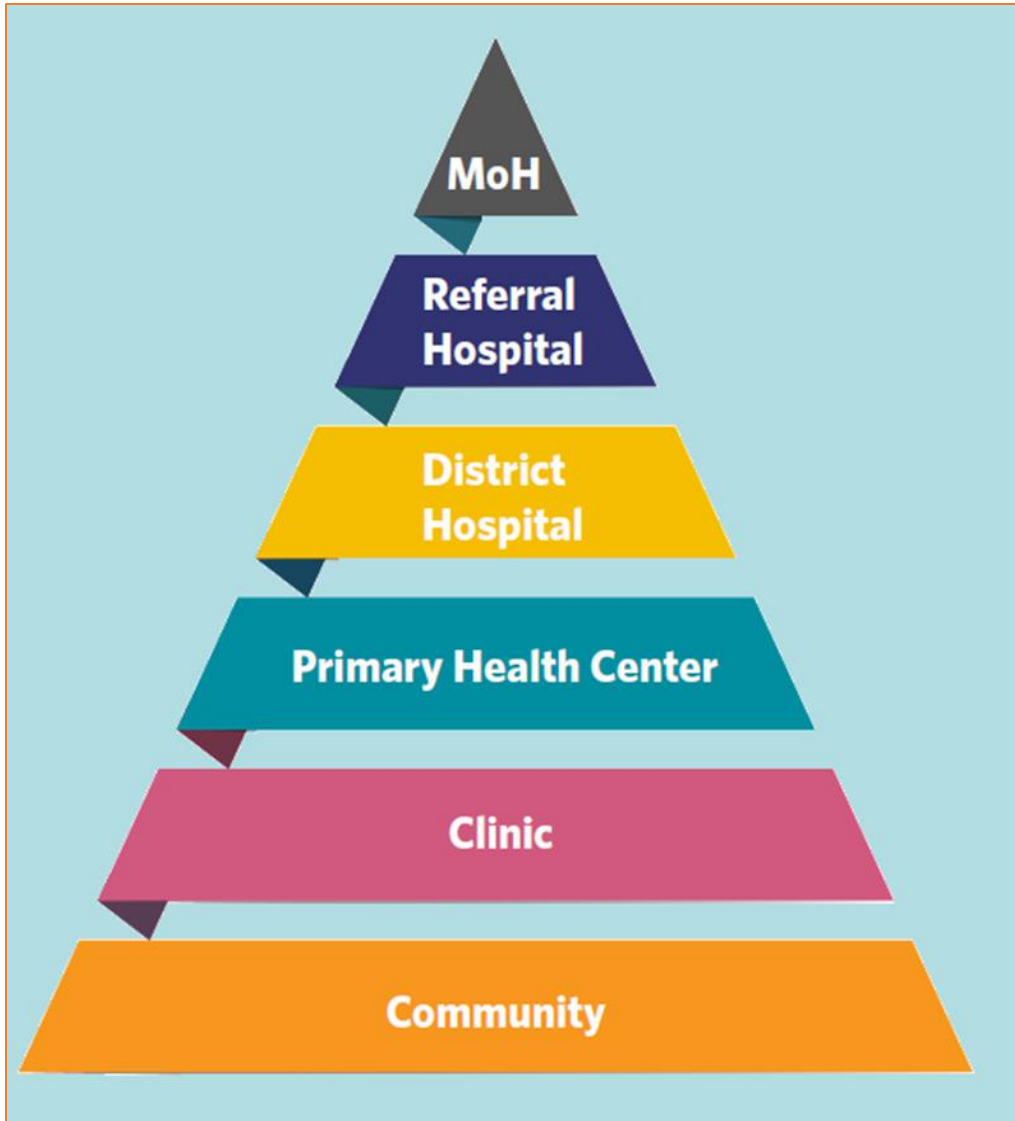 MoH
Referral
Hospital
District
Hospital
Primary Health Center
Clinic
Community